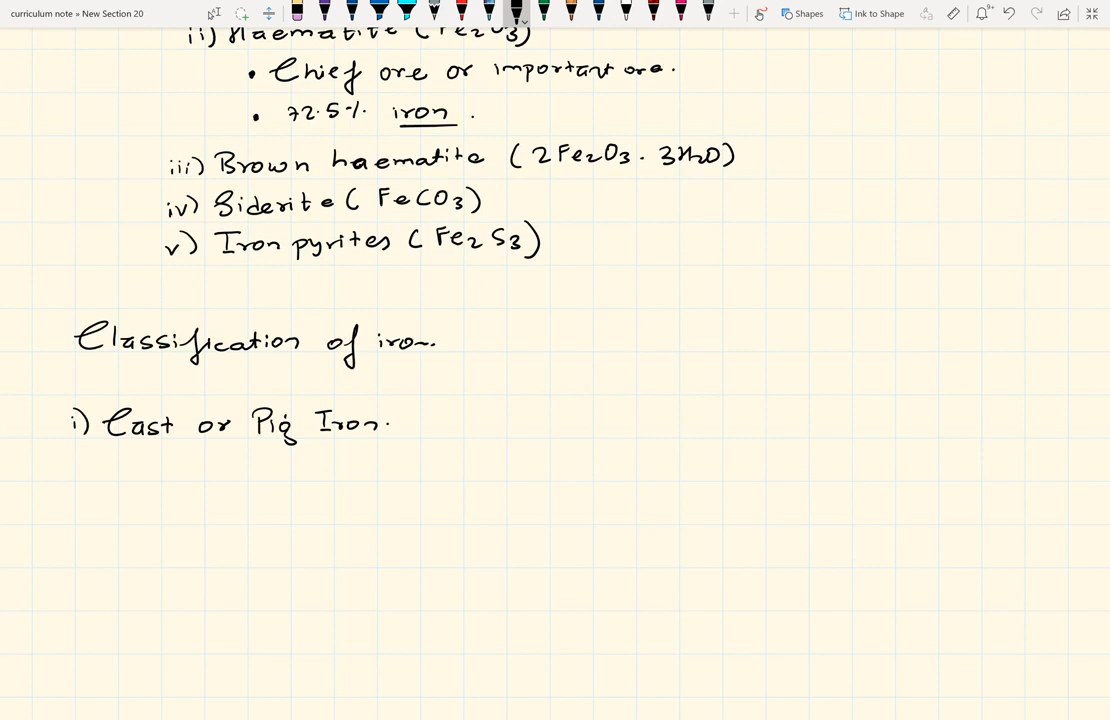 curriculum note » New Section 20
Shapes
Ink to Shape
9+
ii) Haematite (Fe2O3)
• Chief ore or important ore.
• 72.5% iron.
iii) Brown haematite (2Fe2O3. 3H2O)
iv) Siderite (FeCO3)
v) Iron pyrites (Fe2S3)
Classification of iron.
i) Cast or Pig Iron.